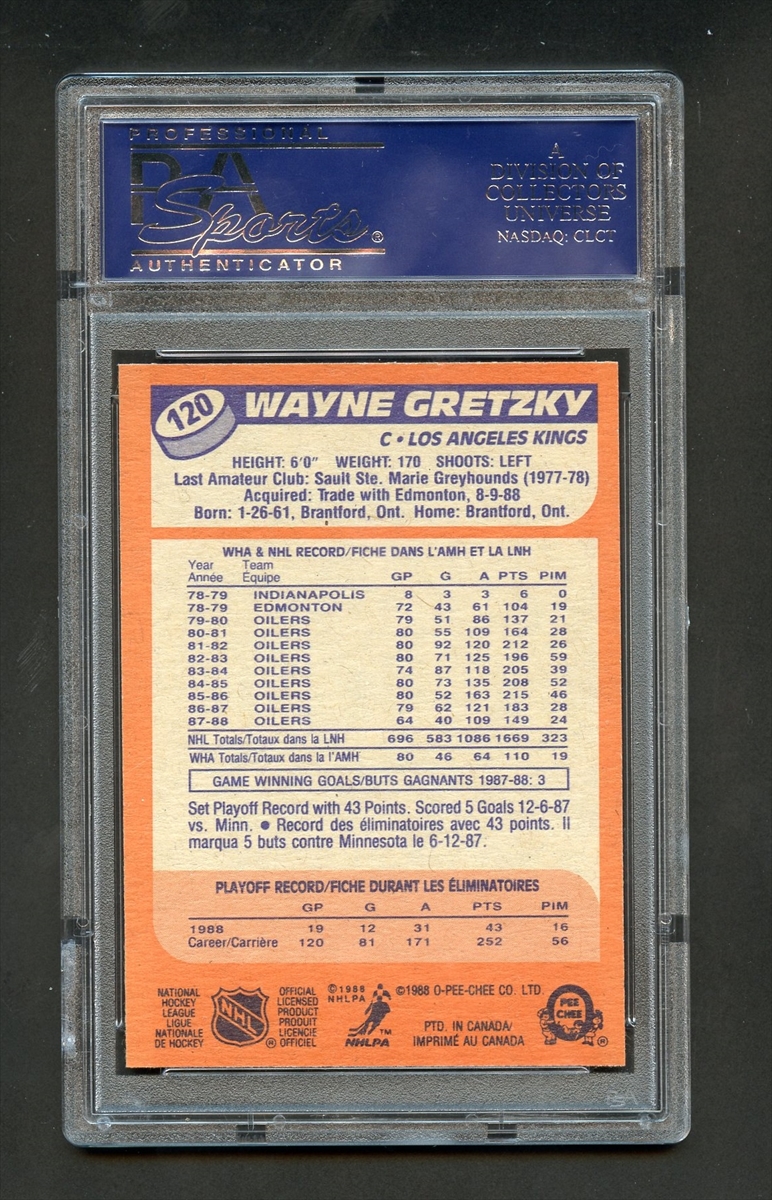 PROFESSIONAL
PSA
Sports®
AUTHENTICATOR
A
DIVISION OF
COLLECTORS
UNIVERSE
NASDAQ: CLCT
120 WAYNE GRETZKY
C • LOS ANGELES KINGS
HEIGHT: 6'0" WEIGHT: 170 SHOOTS: LEFT
Last Amateur Club: Sault Ste. Marie Greyhounds (1977-78)
Acquired: Trade with Edmonton, 8-9-88
Born: 1-26-61, Brantford, Ont. Home: Brantford, Ont.
WHA & NHL RECORD/FICHE DANS L'AMH ET LA LNH
Year Team
Année Équipe GP G A PTS PIM
78-79 INDIANAPOLIS 8 3 3 6 0
78-79 EDMONTON 72 43 61 104 19
79-80 OILERS 79 51 86 137 21
80-81 OILERS 80 55 109 164 28
81-82 OILERS 80 92 120 212 26
82-83 OILERS 80 71 125 196 59
83-84 OILERS 74 87 118 205 39
84-85 OILERS 80 73 135 208 52
85-86 OILERS 80 52 163 215 46
86-87 OILERS 79 62 121 183 28
87-88 OILERS 64 40 109 149 24
NHL Totals/Totaux dans la LNH 696 583 1086 1669 323
WHA Totals/Totaux dans la l'AMH 80 46 64 110 19
GAME WINNING GOALS/BUTS GAGNANTS 1987-88: 3
Set Playoff Record with 43 Points. Scored 5 Goals 12-6-87
vs. Minn. • Record des éliminatoires avec 43 points. Il
marqua 5 buts contre Minnesota le 6-12-87.
PLAYOFF RECORD/FICHE DURANT LES ÉLIMINATOIRES
GP G A PTS PIM
1988 19 12 31 43 16
Career/Carrière 120 81 171 252 56
NATIONAL
HOCKEY
LEAGUE
LIGUE
NATIONALE
DE HOCKEY
NHL
®
OFFICIAL
LICENSED
PRODUCT
PRODUIT
LICENCIÉ
OFFICIEL
©1988
NHLPA
TM
NHLPA
©1988 O-PEE-CHEE CO. LTD.
PTD. IN CANADA/
IMPRIMÉ AU CANADA
O
PEE
CHEE
®
PSA